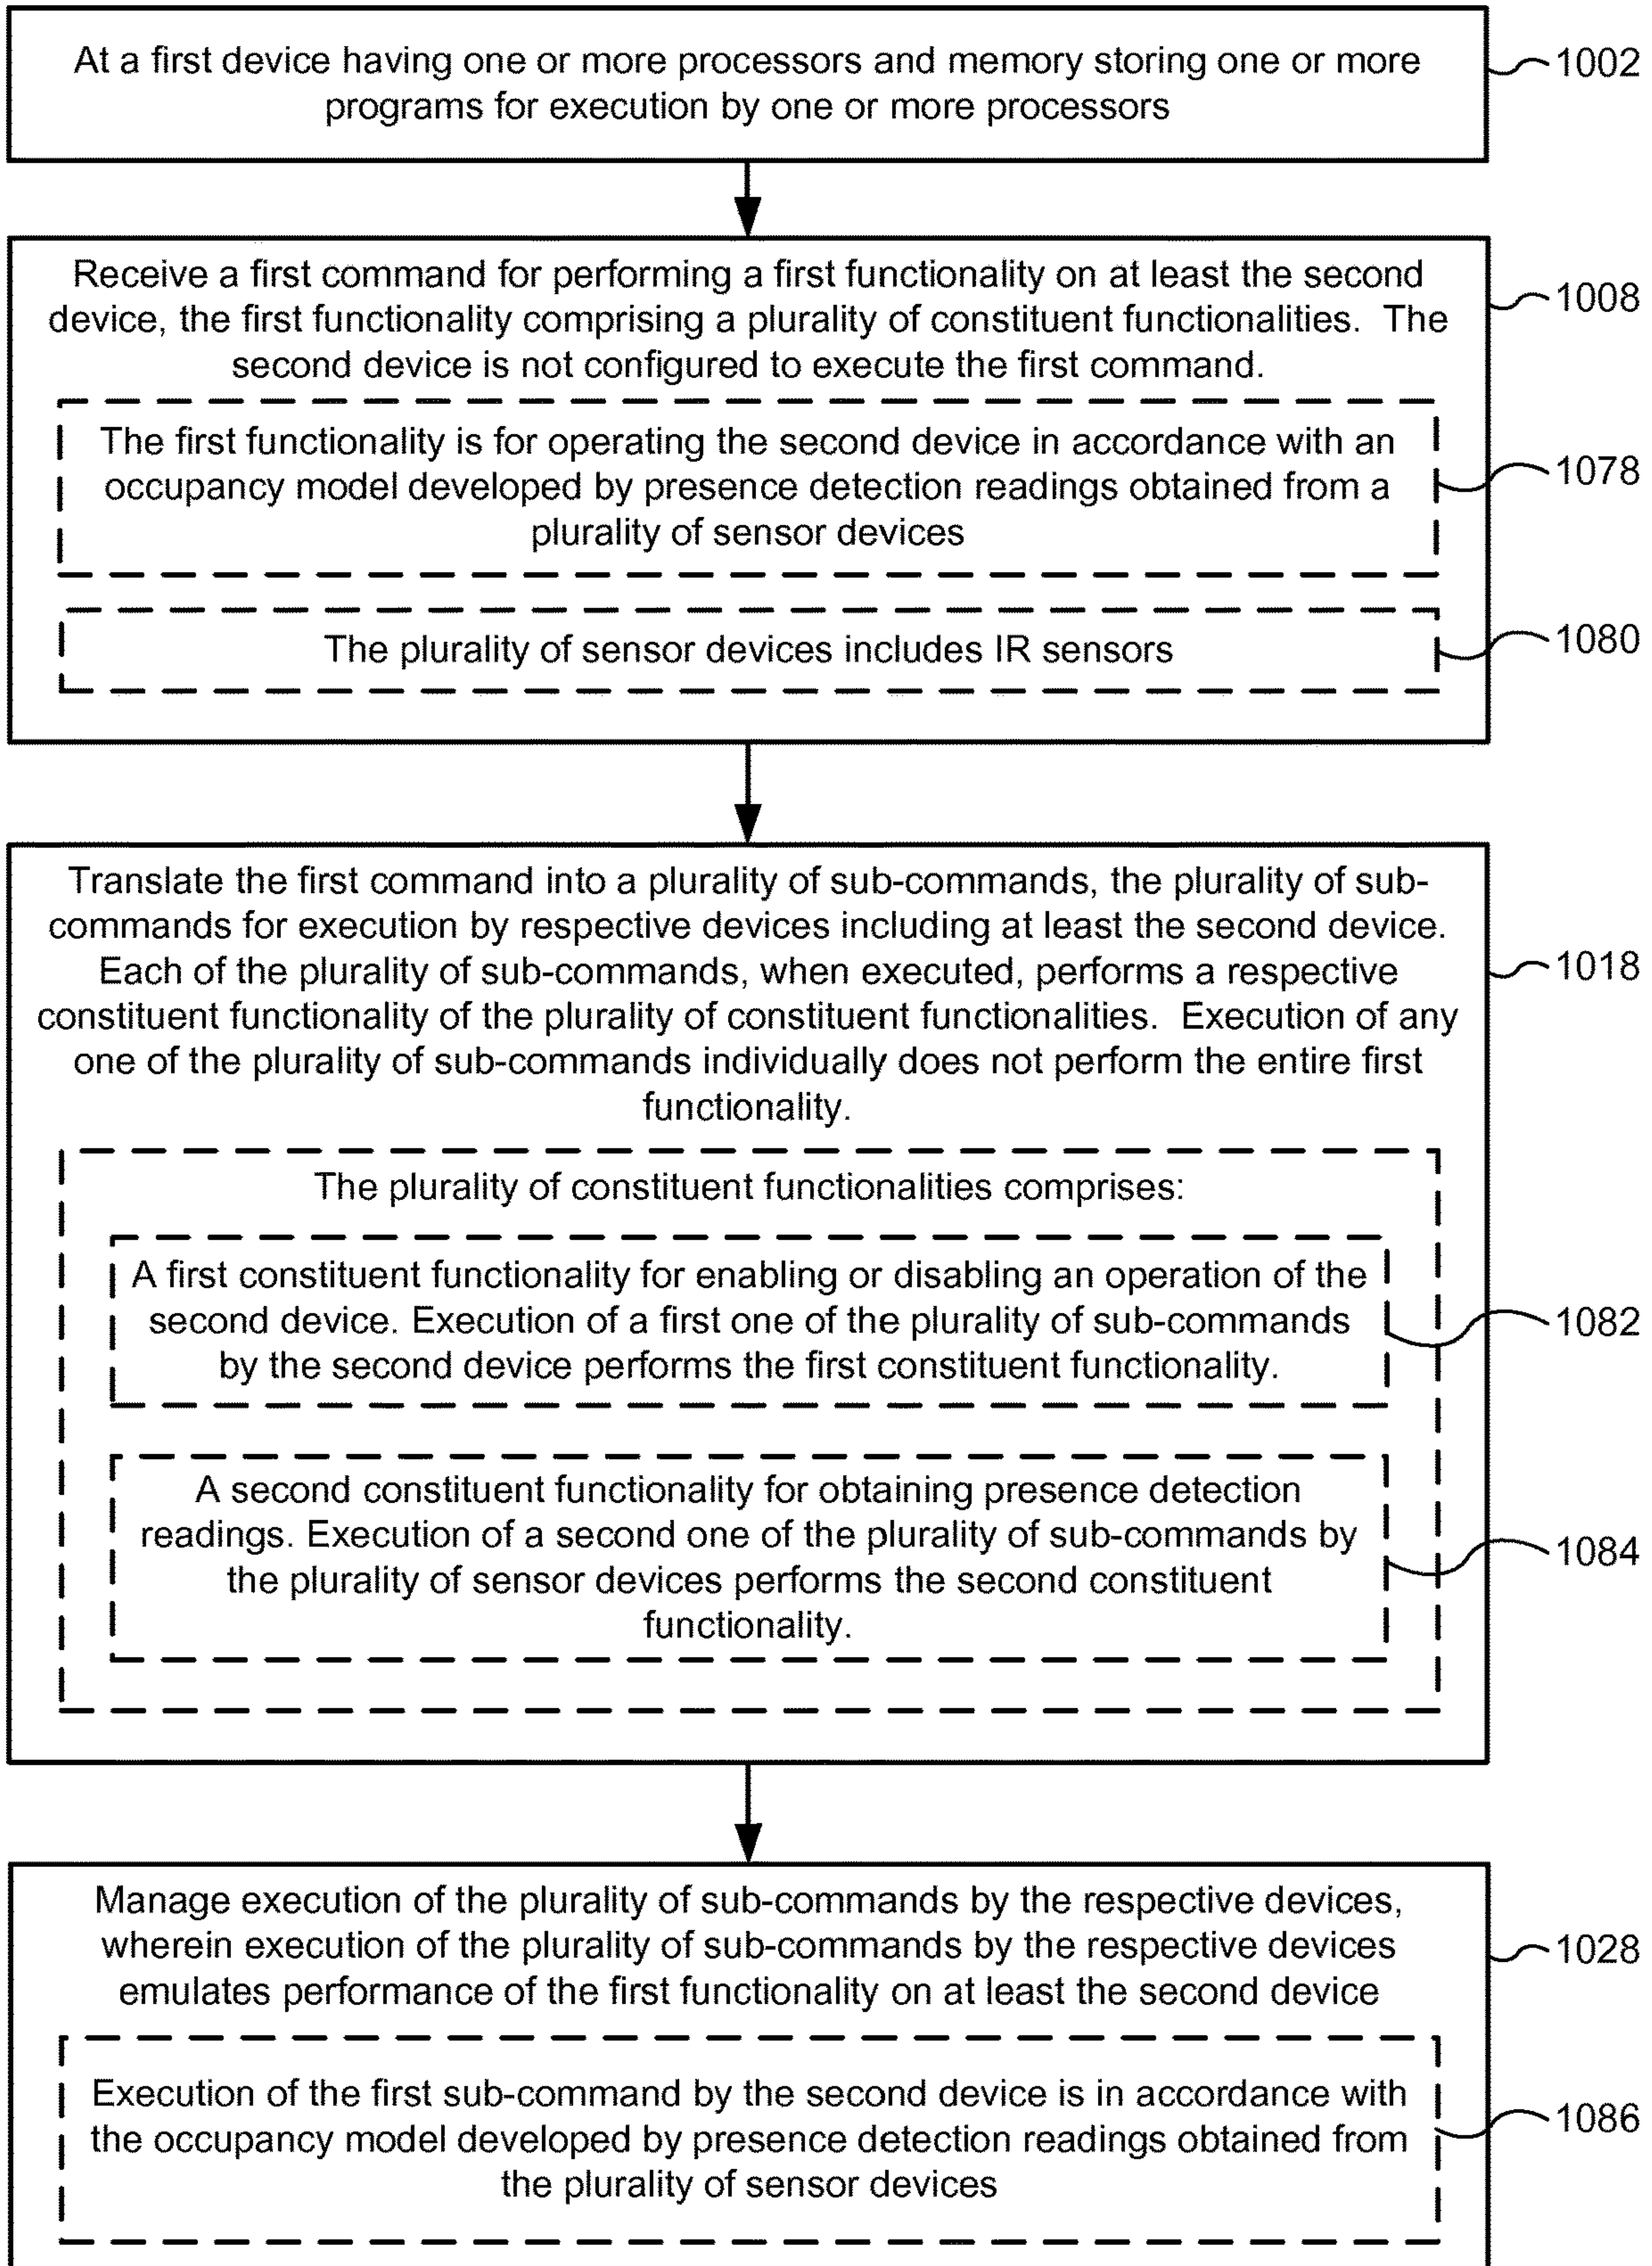 At a first device having one or more processors and memory storing one or more
programs for execution by one or more processors
1002
Receive a first command for performing a first functionality on at least the second
device, the first functionality comprising a plurality of constituent functionalities. The
second device is not configured to execute the first command.
1008
The first functionality is for operating the second device in accordance with an
occupancy model developed by presence detection readings obtained from a
plurality of sensor devices
1078
The plurality of sensor devices includes IR sensors
1080
Translate the first command into a plurality of sub-commands, the plurality of sub-
commands for execution by respective devices including at least the second device.
Each of the plurality of sub-commands, when executed, performs a respective
constituent functionality of the plurality of constituent functionalities. Execution of any
one of the plurality of sub-commands individually does not perform the entire first
functionality.
1018
The plurality of constituent functionalities comprises:
A first constituent functionality for enabling or disabling an operation of the
second device. Execution of a first one of the plurality of sub-commands
by the second device performs the first constituent functionality.
1082
A second constituent functionality for obtaining presence detection
readings. Execution of a second one of the plurality of sub-commands by
the plurality of sensor devices performs the second constituent
functionality.
1084
Manage execution of the plurality of sub-commands by the respective devices,
wherein execution of the plurality of sub-commands by the respective devices
emulates performance of the first functionality on at least the second device
1028
Execution of the first sub-command by the second device is in accordance with
the occupancy model developed by presence detection readings obtained from
the plurality of sensor devices
1086